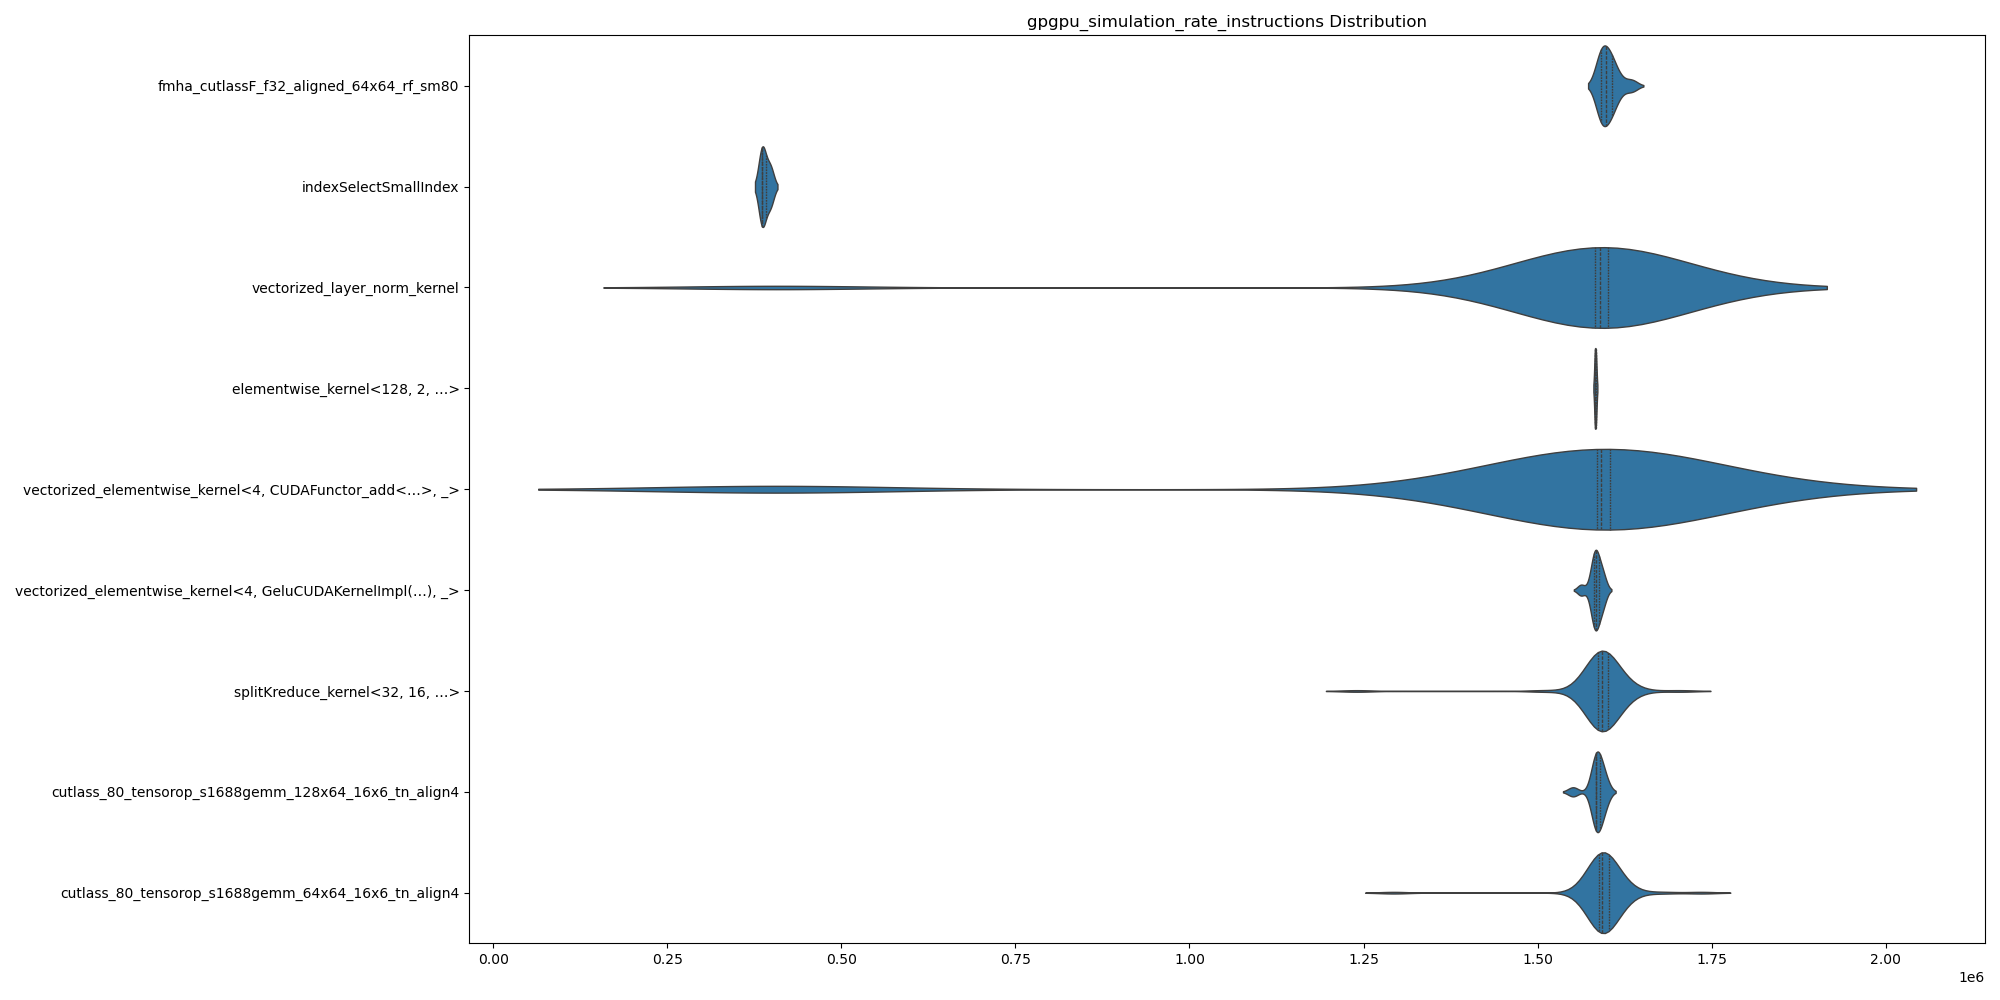 gpgpu_simulation_rate_instructions Distribution
fmha_cutlassF_f32_aligned_64x64_rf_sm80
indexSelectSmallIndex
vectorized_layer_norm_kernel
elementwise_kernel<128, 2, ...>
vectorized_elementwise_kernel<4, CUDAFunctor_add<...>, _>
vectorized_elementwise_kernel<4, GeluCUDAKernelImpl(...), _>
splitKreduce_kernel<32, 16, ...>
cutlass_80_tensorop_s1688gemm_128x64_16x6_tn_align4
cutlass_80_tensorop_s1688gemm_64x64_16x6_tn_align4
0.00 0.25 0.50 0.75 1.00 1.25 1.50 1.75 2.00
1e6